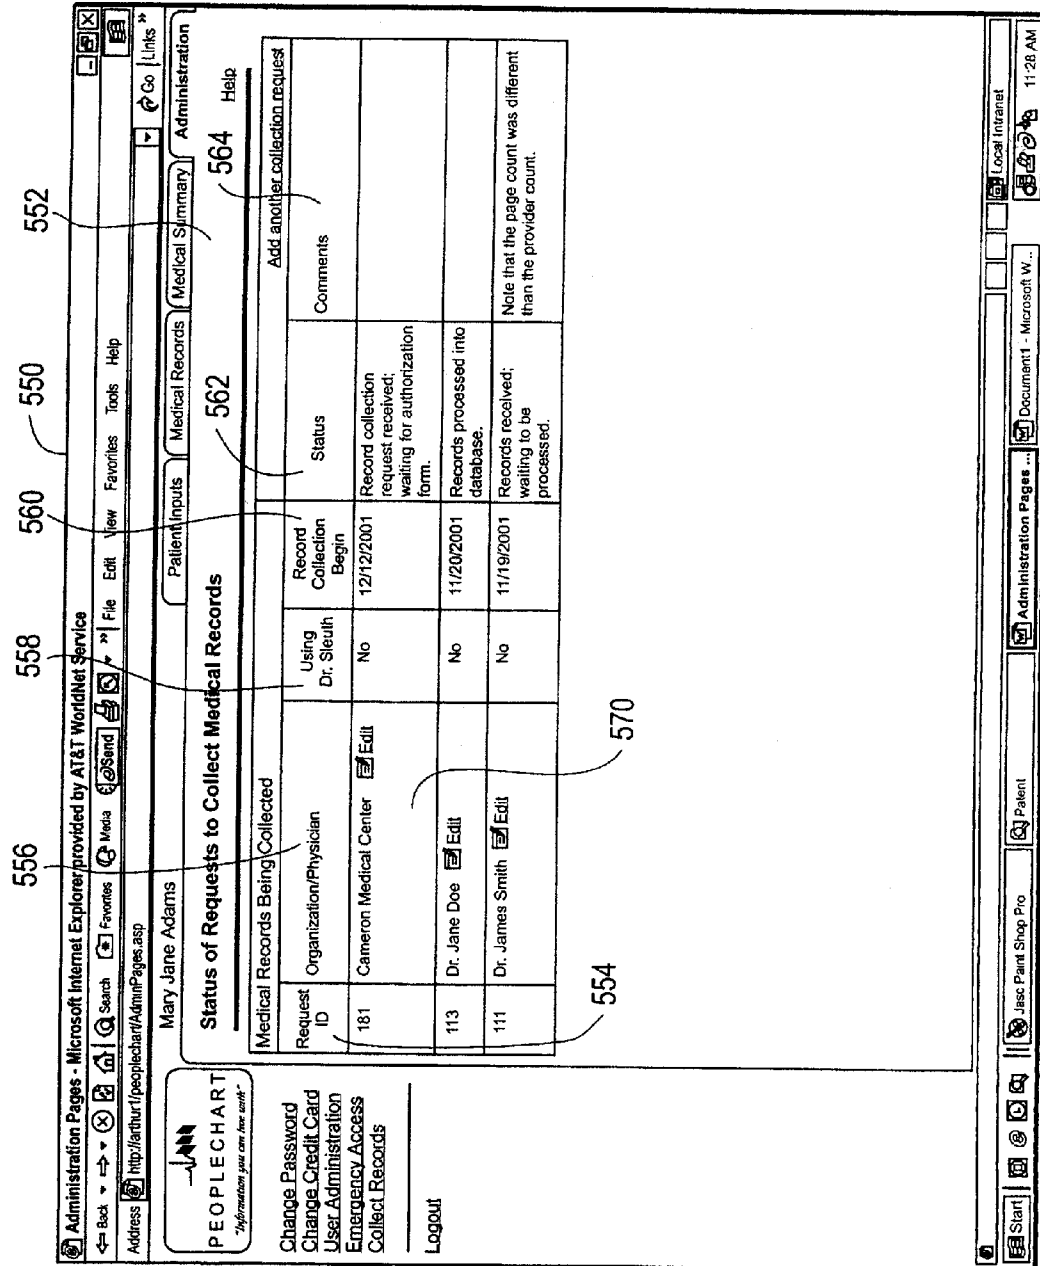 550
552
556
558
560
562
564
Administration Pages - Microsoft Internet Explorer provided by AT&T WorldNet Service
Back Search Favorites Media Send » File Edit View Favorites Tools Help
Address http://arthur1/peoplechart/AdminPages.asp Go Links »
PEOPLECHART
"Information you can live with"
Change Password
Change Credit Card
User Administration
Emergency Access
Collect Records
Logout
Mary Jane Adams
Patient Inputs Medical Records Medical Summary Administration
Status of Requests to Collect Medical Records Help
Medical Records Being Collected Add another collection request
Request ID Organization/Physician Using Dr. Sleuth Record Collection Begin Status Comments
181 Cameron Medical Center Edit No 12/12/2001 Record collection request received; waiting for authorization form.
113 Dr. Jane Doe Edit No 11/20/2001 Records processed into database.
111 Dr. James Smith Edit No 11/19/2001 Records received; waiting to be processed. Note that the page count was different than the provider count.
554
570
Local Intranet
Start Jasc Paint Shop Pro Patent Administration Pages ... Document1 - Microsoft W... 11:28 AM